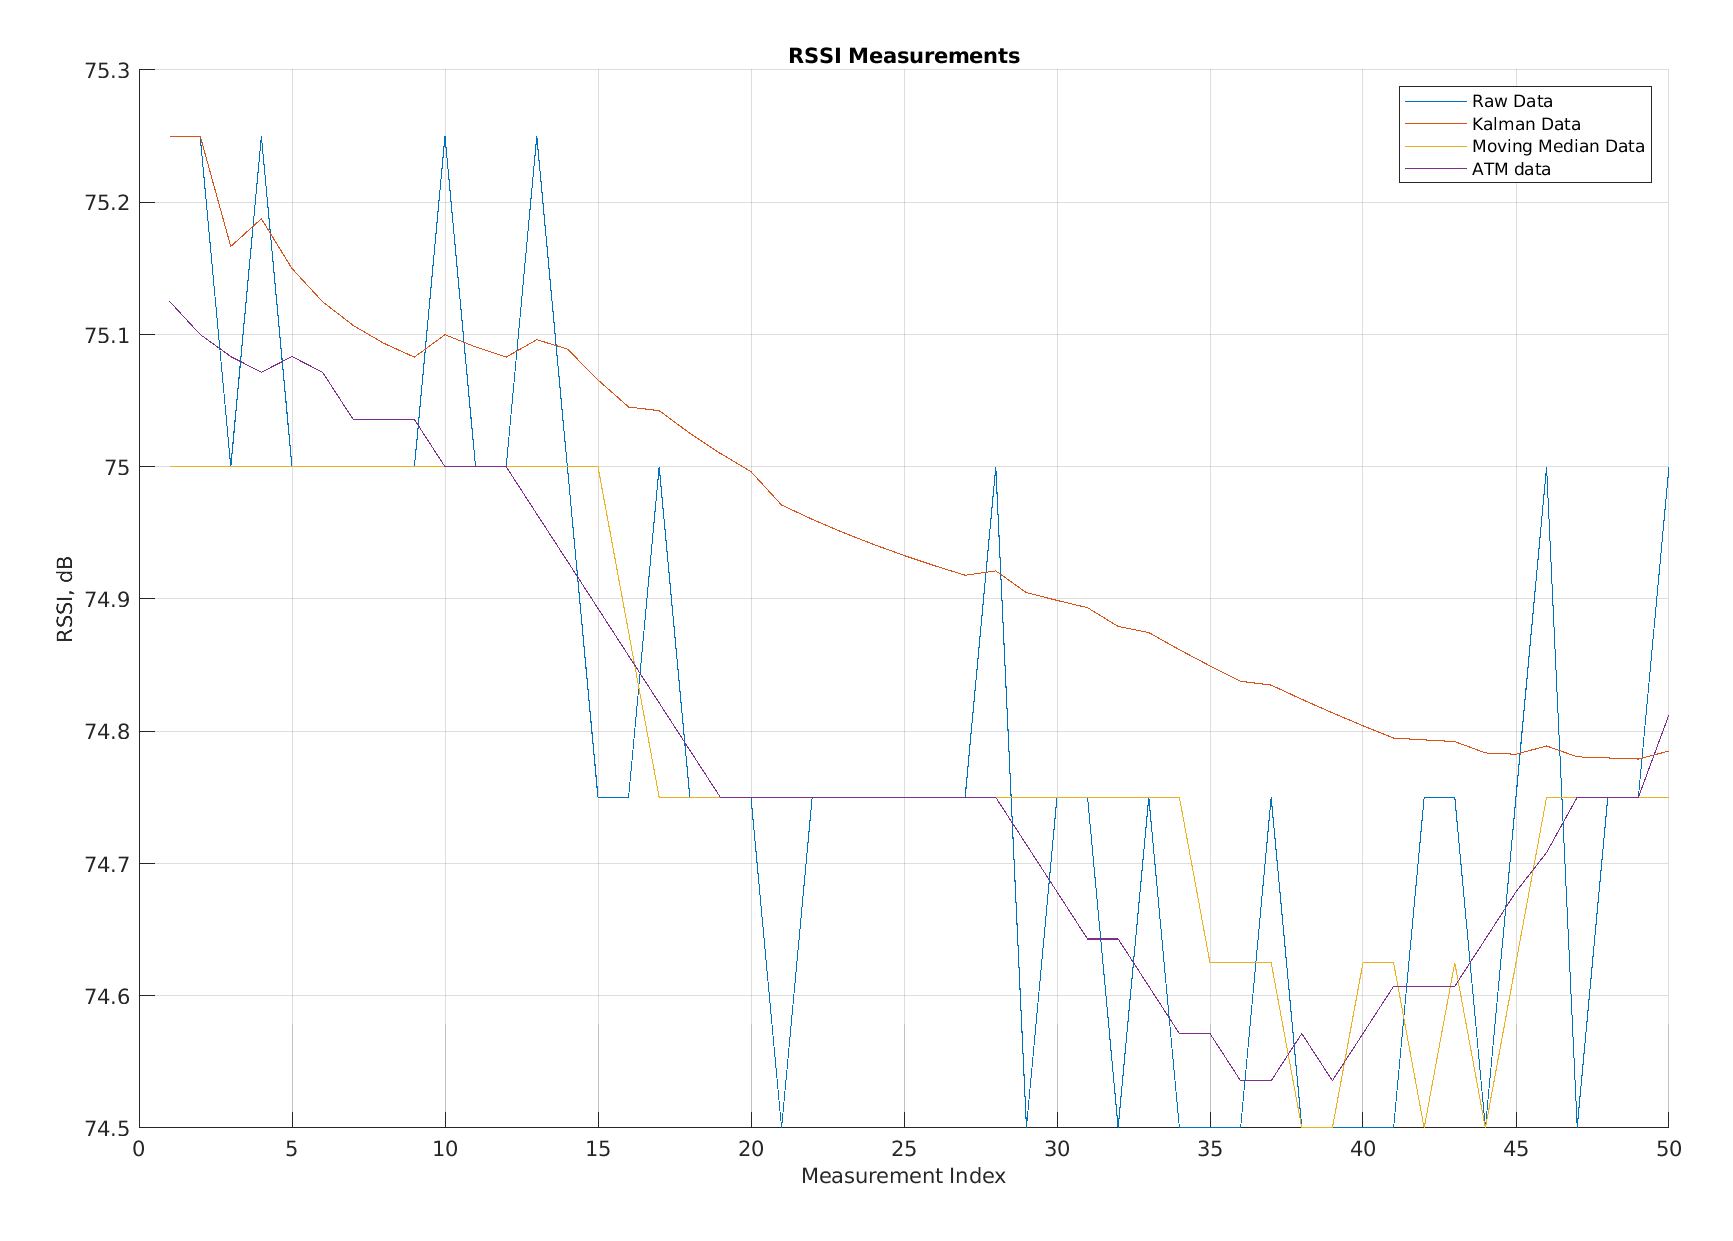 RSSI Measurements
75.3
75.2
75.1
75
74.9
74.8
74.7
74.6
74.5
RSSI, dB
Raw Data
Kalman Data
Moving Median Data
ATM data
0 5 10 15 20 25 30 35 40 45 50
Measurement Index